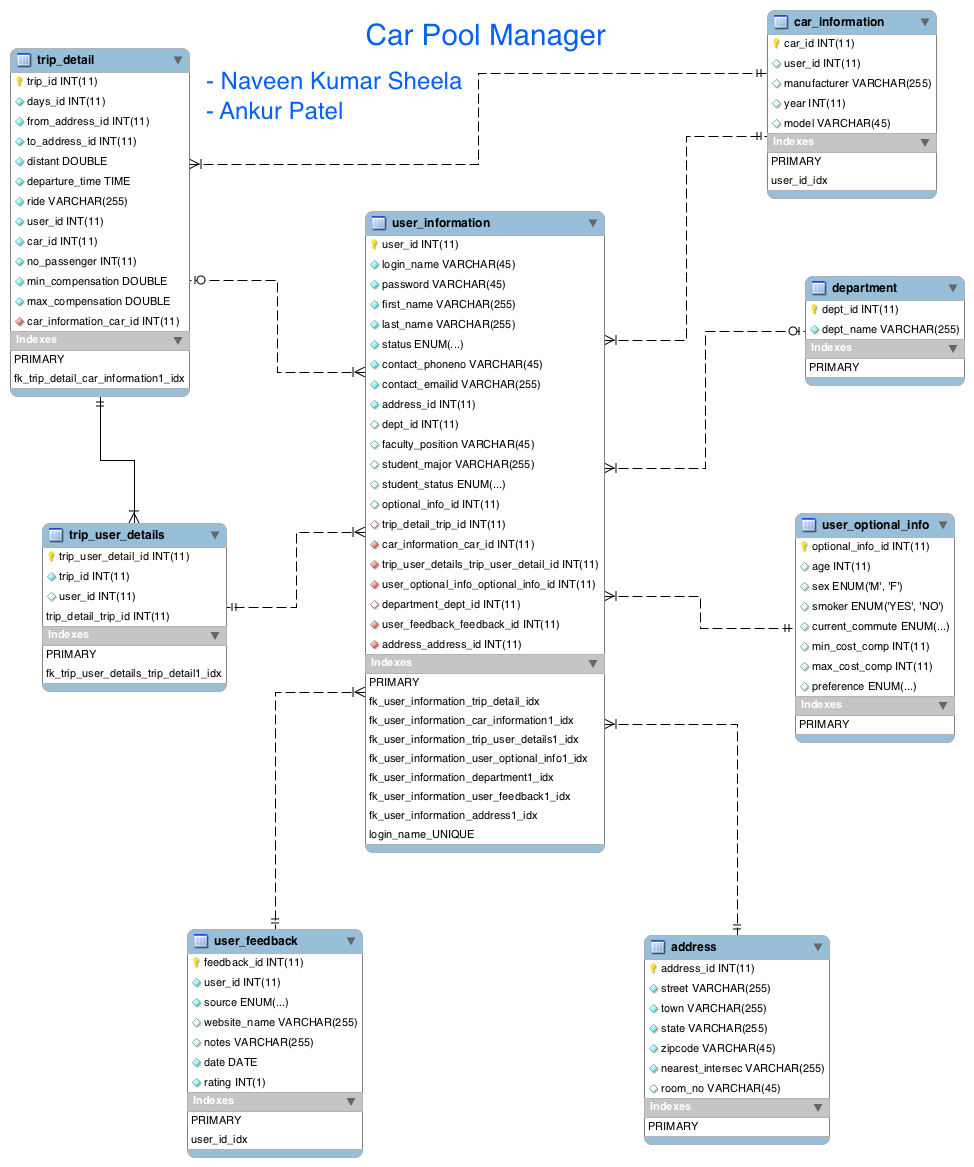 Car Pool Manager
- Naveen Kumar Sheela
- Ankur Patel
trip_detail
trip_id INT(11)
days_id INT(11)
from_address_id INT(11)
to_address_id INT(11)
distant DOUBLE
departure_time TIME
ride VARCHAR(255)
user_id INT(11)
car_id INT(11)
no_passenger INT(11)
min_compensation DOUBLE
max_compensation DOUBLE
car_information_car_id INT(11)
Indexes
PRIMARY
fk_trip_detail_car_information1_idx
car_information
car_id INT(11)
user_id INT(11)
manufacturer VARCHAR(255)
year INT(11)
model VARCHAR(45)
Indexes
PRIMARY
user_id_idx
user_information
user_id INT(11)
login_name VARCHAR(45)
password VARCHAR(45)
first_name VARCHAR(255)
last_name VARCHAR(255)
status ENUM(...)
contact_phoneno VARCHAR(45)
contact_emailid VARCHAR(255)
address_id INT(11)
dept_id INT(11)
faculty_position VARCHAR(45)
student_major VARCHAR(255)
student_status ENUM(...)
optional_info_id INT(11)
trip_detail_trip_id INT(11)
car_information_car_id INT(11)
trip_user_details_trip_user_detail_id INT(11)
user_optional_info_optional_info_id INT(11)
department_dept_id INT(11)
user_feedback_feedback_id INT(11)
address_address_id INT(11)
Indexes
PRIMARY
fk_user_information_trip_detail_idx
fk_user_information_car_information1_idx
fk_user_information_trip_user_details1_idx
fk_user_information_user_optional_info1_idx
fk_user_information_department1_idx
fk_user_information_user_feedback1_idx
fk_user_information_address1_idx
login_name_UNIQUE
department
dept_id INT(11)
dept_name VARCHAR(255)
Indexes
PRIMARY
trip_user_details
trip_user_detail_id INT(11)
trip_id INT(11)
user_id INT(11)
trip_detail_trip_id INT(11)
Indexes
PRIMARY
fk_trip_user_details_trip_detail1_idx
user_optional_info
optional_info_id INT(11)
age INT(11)
sex ENUM('M', 'F')
smoker ENUM('YES', 'NO')
current_commute ENUM(...)
min_cost_comp INT(11)
max_cost_comp INT(11)
preference ENUM(...)
Indexes
PRIMARY
user_feedback
feedback_id INT(11)
user_id INT(11)
source ENUM(...)
website_name VARCHAR(255)
notes VARCHAR(255)
date DATE
rating INT(1)
Indexes
PRIMARY
user_id_idx
address
address_id INT(11)
street VARCHAR(255)
town VARCHAR(255)
state VARCHAR(255)
zipcode VARCHAR(45)
nearest_intersec VARCHAR(255)
room_no VARCHAR(45)
Indexes
PRIMARY